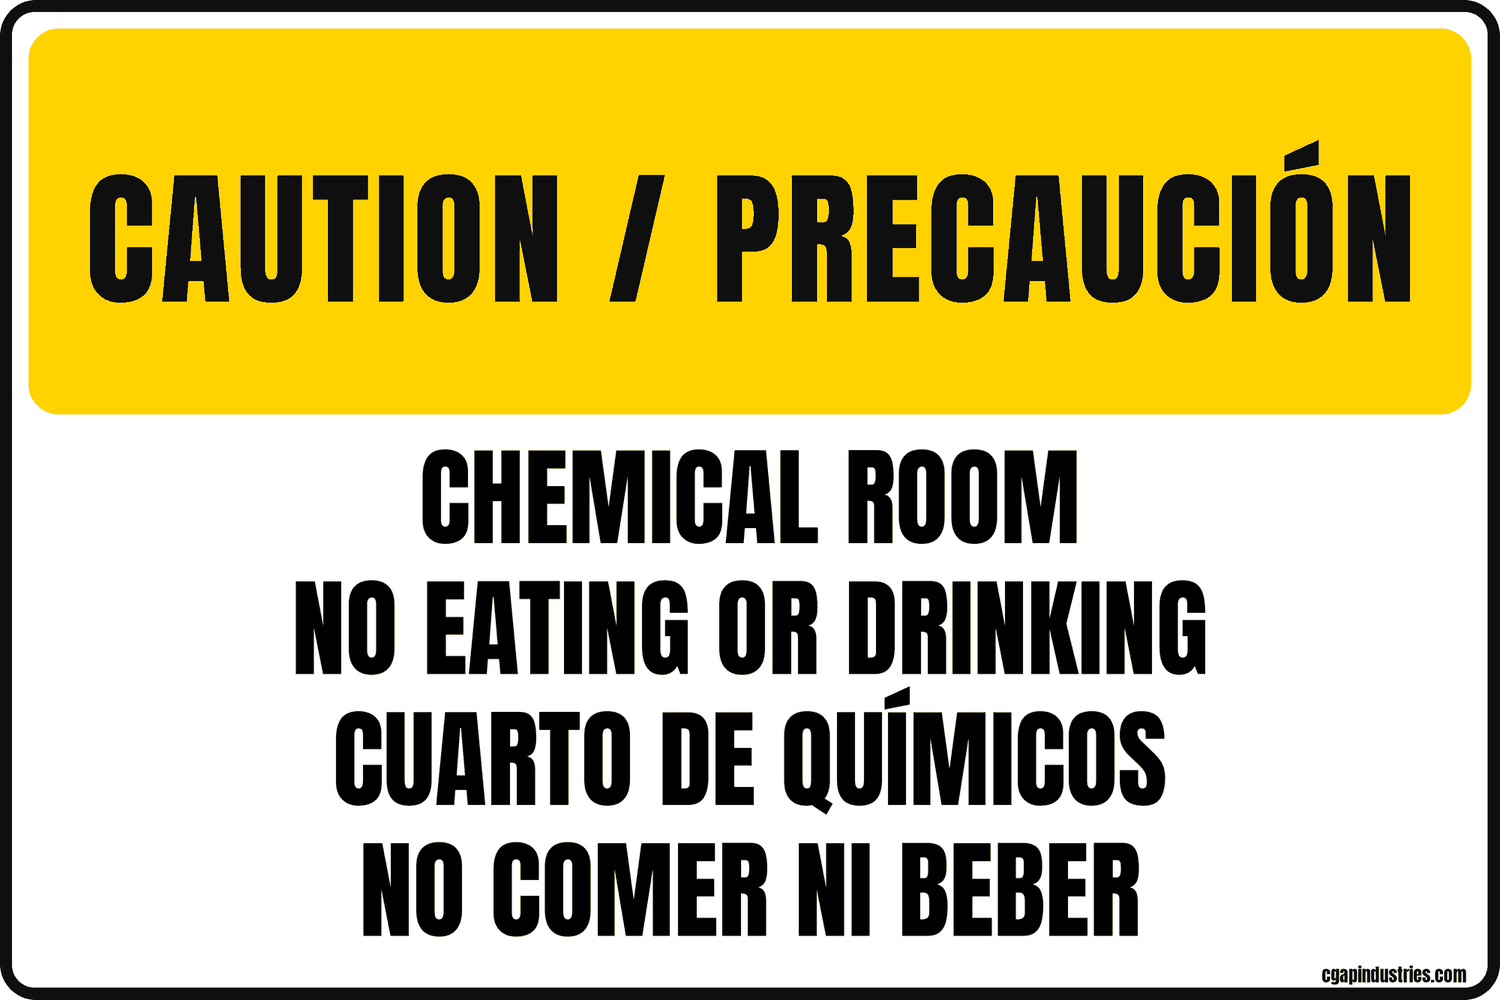 CAUTION / PRECAUCIÓN
CHEMICAL ROOM
NO EATING OR DRINKING
CUARTO DE QUÍMICOS
NO COMER NI BEBER
cgapindustries.com